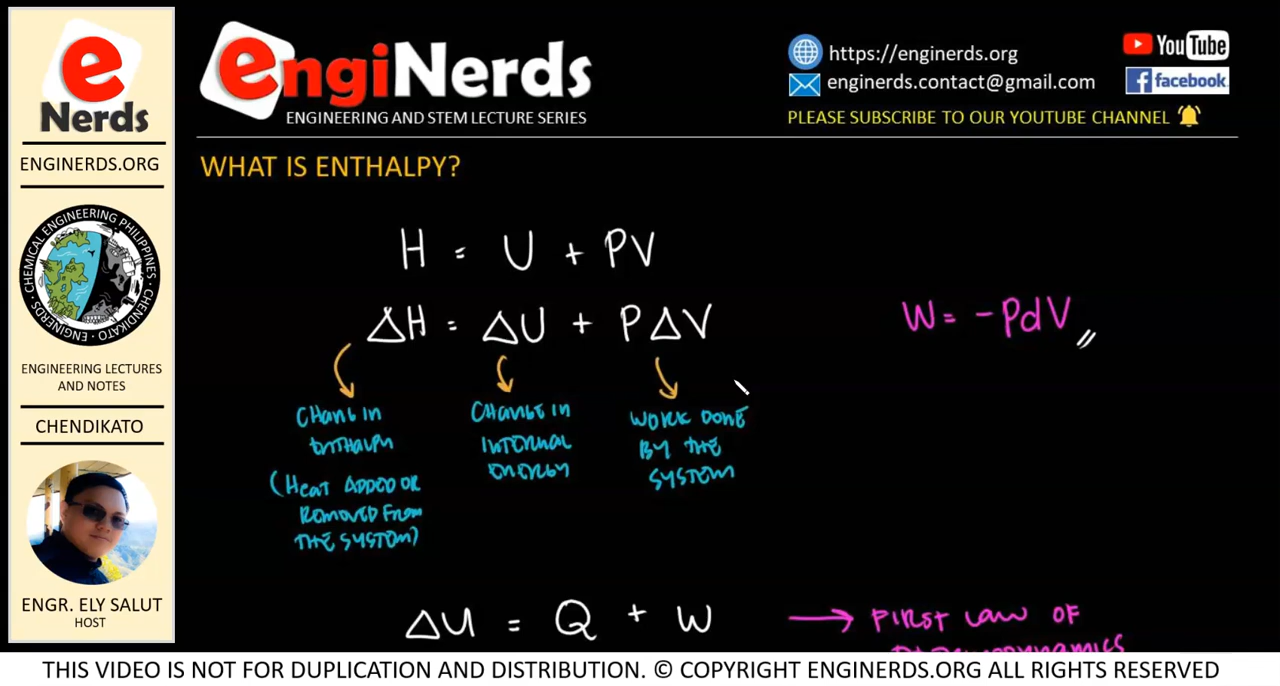 e
Nerds
ENGINERDS.ORG
CHEMICAL ENGINEERING PHILIPPINES · CHENDIKATO · ENGINERDS ·
ENGINEERING LECTURES
AND NOTES
CHENDIKATO
ENGR. ELY SALUT
HOST
engiNerds
ENGINEERING AND STEM LECTURE SERIES
https://enginerds.org
enginerds.contact@gmail.com
PLEASE SUBSCRIBE TO OUR YOUTUBE CHANNEL
YouTube
facebook
WHAT IS ENTHALPY?
H = U + PV
ΔH = ΔU + PΔV
W = -PdV
CHANGE IN
ENTHALPY
(HEAT ADDED OR
REMOVED FROM
THE SYSTEM)
CHANGE IN
INTERNAL
ENERGY
WORK DONE
BY THE
SYSTEM
ΔU = Q + W
→ FIRST LAW OF
THERMODYNAMICS
THIS VIDEO IS NOT FOR DUPLICATION AND DISTRIBUTION. © COPYRIGHT ENGINERDS.ORG ALL RIGHTS RESERVED